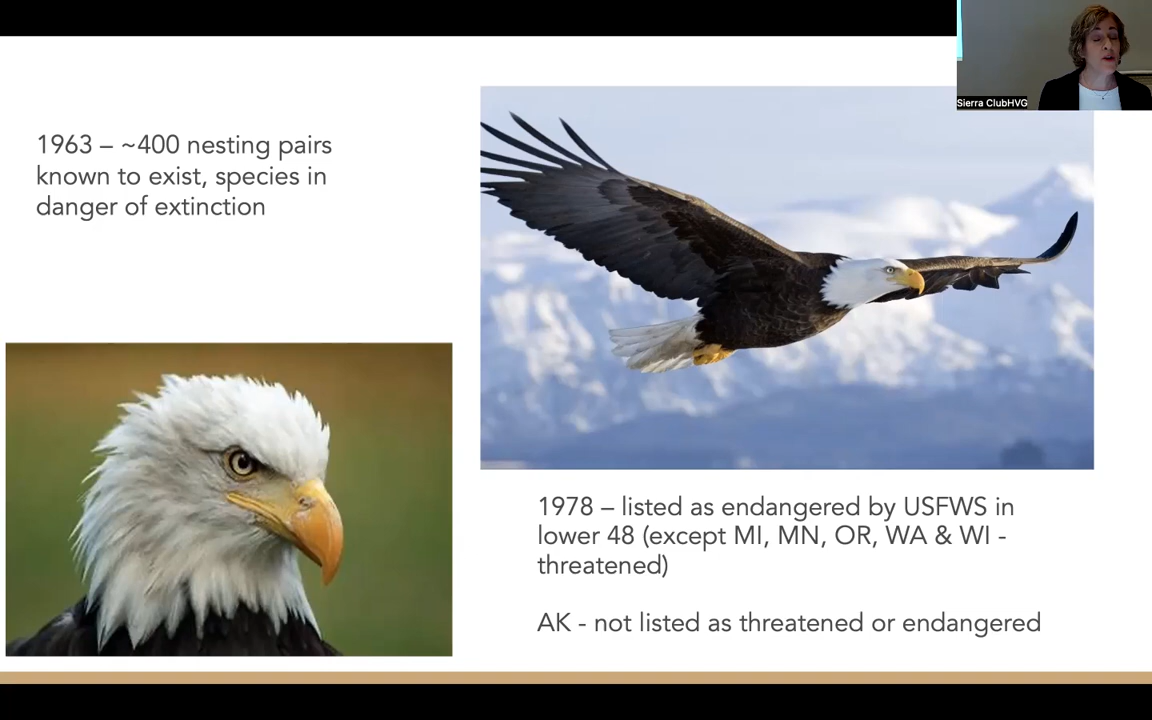 Sierra ClubHVG
1963 – ~400 nesting pairs
known to exist, species in
danger of extinction
1978 – listed as endangered by USFWS in
lower 48 (except MI, MN, OR, WA & WI -
threatened)
AK - not listed as threatened or endangered